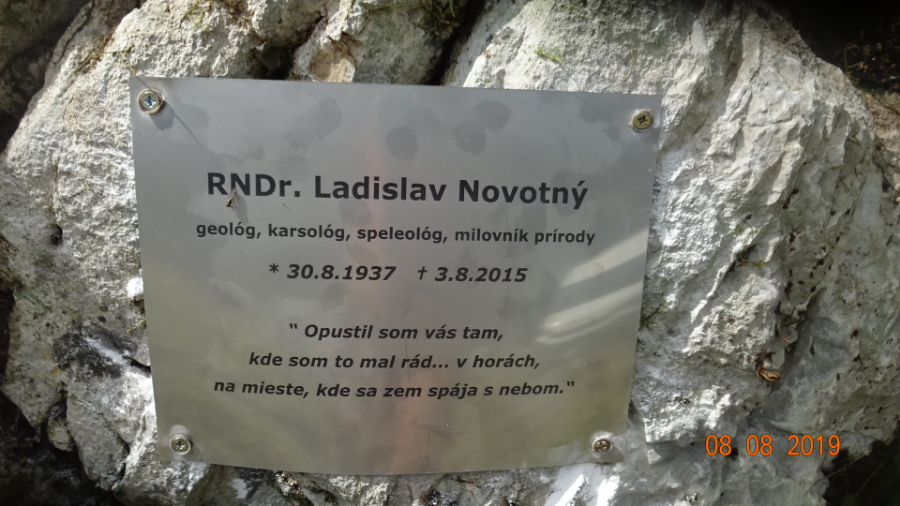 RNDr. Ladislav Novotný
geológ, karsológ, speleológ, milovník prírody
* 30.8.1937 † 3.8.2015
" Opustil som vás tam,
kde som to mal rád... v horách,
na mieste, kde sa zem spája s nebom."
08 08 2019